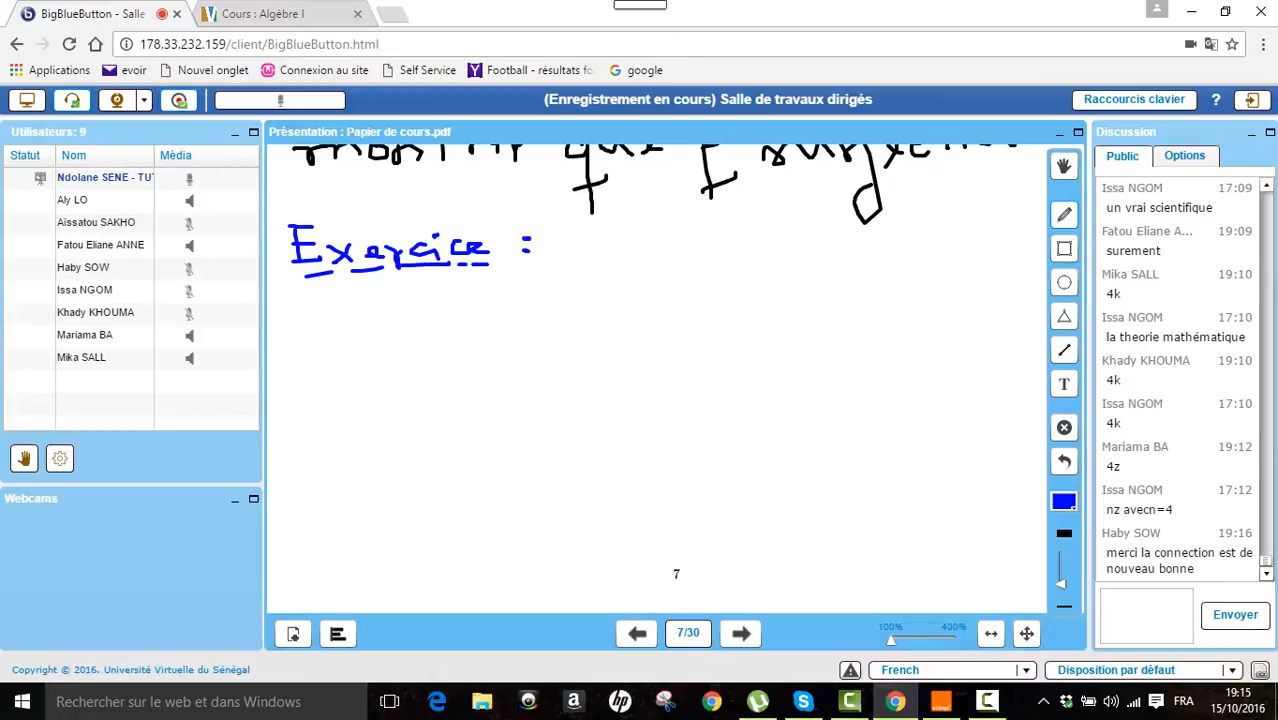 BigBlueButton - Salle
Cours : Algèbre I
178.33.232.159/client/BigBlueButton.html
Applications
evoir
Nouvel onglet
Connexion au site
Self Service
Football - résultats fo
google
(Enregistrement en cours) Salle de travaux dirigés
Raccourcis clavier
?
Utilisateurs: 9
Statut
Nom
Média
Ndolane SENE - TUT
Aly LO
Aïssatou SAKHO
Fatou Eliane ANNE
Haby SOW
Issa NGOM
Khady KHOUMA
Mariama BA
Mika SALL
Webcams
Présentation : Papier de cours.pdf
que f
Exercice :
7
T
7/30
100%
400%
Discussion
Public
Options
Issa NGOM 17:09
un vrai scientifique
Fatou Eliane A... 19:09
surement
Mika SALL 19:10
4k
Issa NGOM 17:10
la theorie mathématique
Khady KHOUMA 19:10
4k
Issa NGOM 17:10
4k
Mariama BA 19:12
4z
Issa NGOM 17:12
nz avecn=4
Haby SOW 19:16
merci la connection est de
nouveau bonne
Envoyer
Copyright © 2016. Université Virtuelle du Sénégal
French
Disposition par défaut
Rechercher sur le web et dans Windows
FRA
19:15
15/10/2016